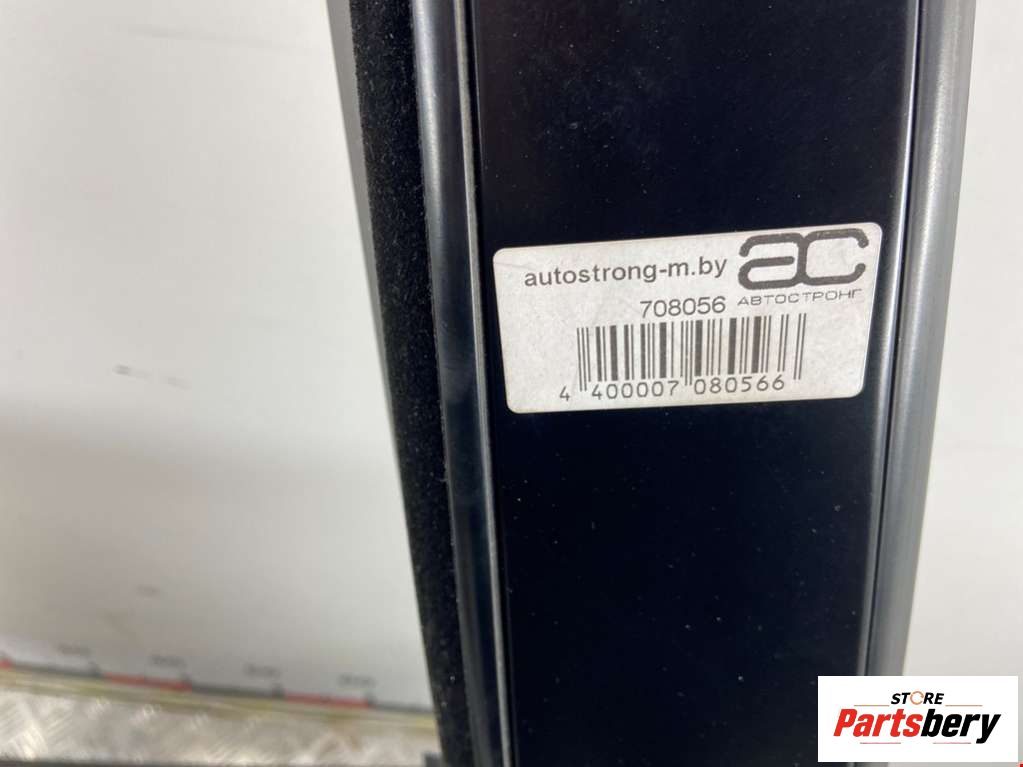 autostrong-m.by
ac
708056
АВТОСТРОНГ
4 400007 080566
STORE
Partsbery